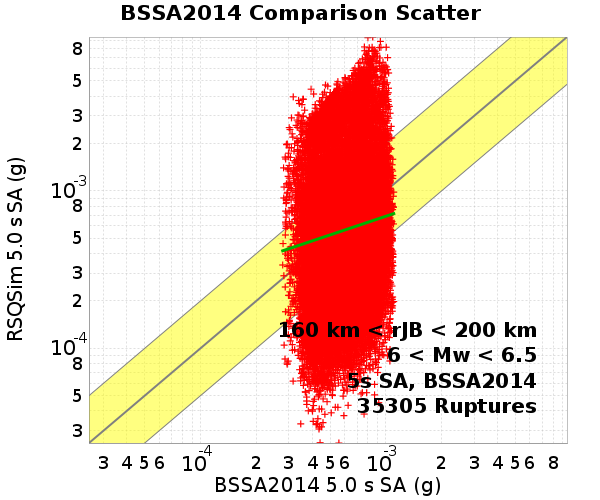 BSSA2014 Comparison Scatter
RSQSim 5.0 s SA (g)
8
5
3
2
10-3
8
5
3
2
10-4
8
5
3
160 km < rJB < 200 km
6 < Mw < 6.5
5s SA, BSSA2014
35305 Ruptures
3 4 5 6 10-4 2 3 4 5 6 10-3 2 3 4 5 6 8
BSSA2014 5.0 s SA (g)